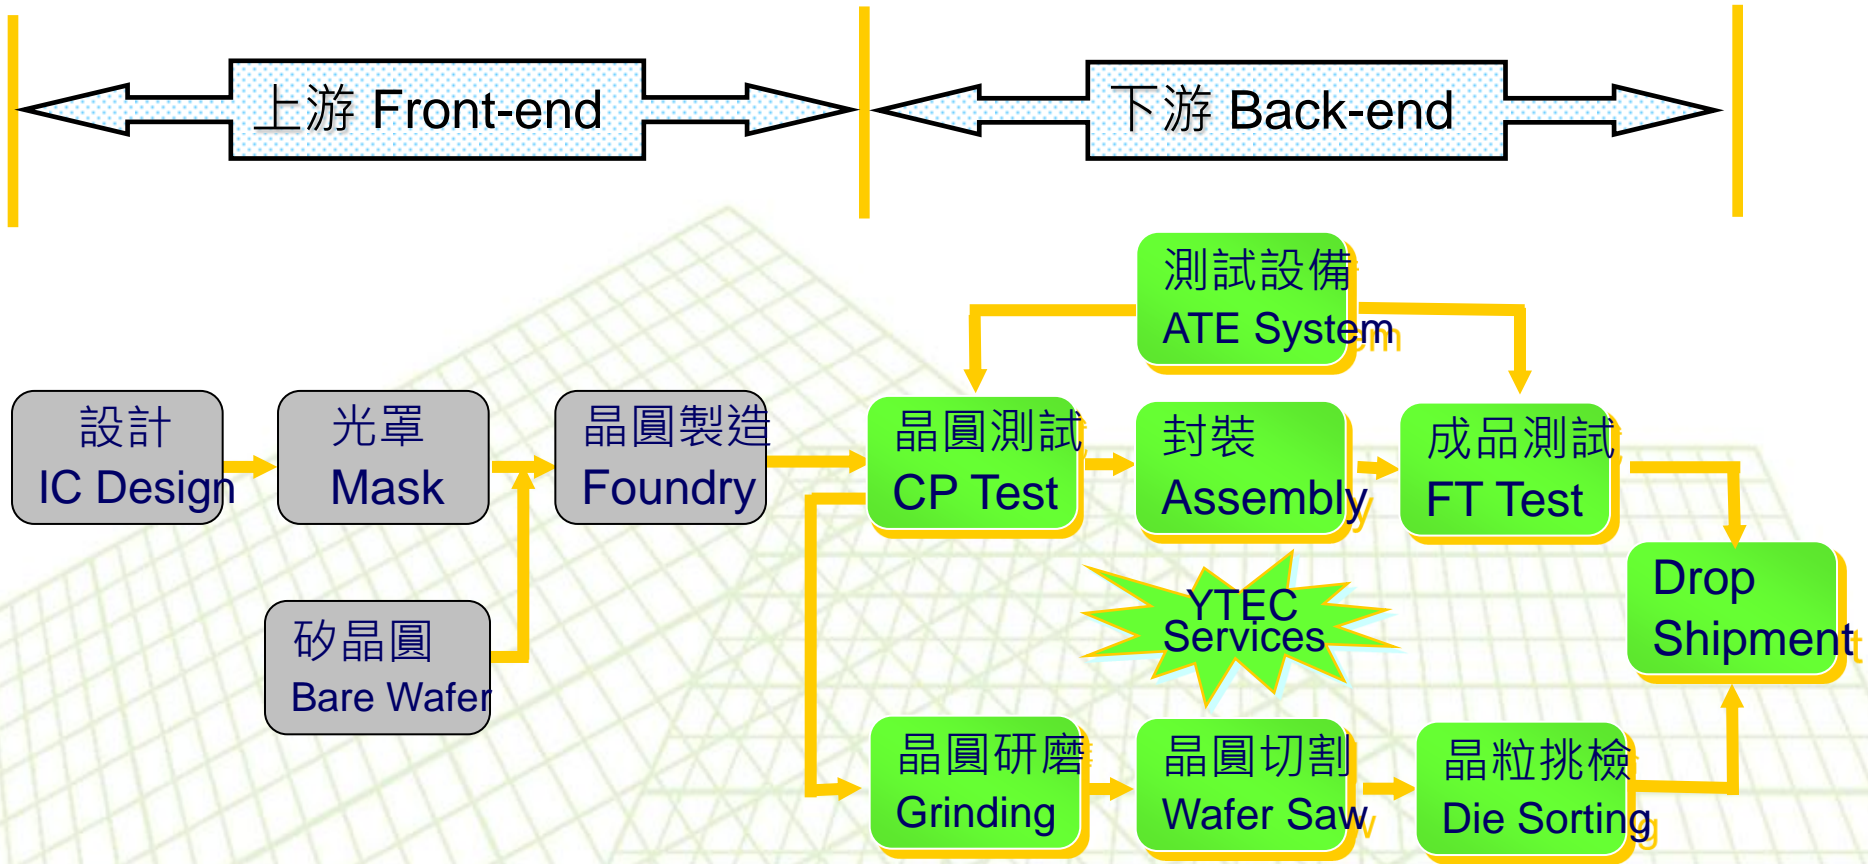 上游 Front-end
下游 Back-end
測試設備
ATE System
設計
IC Design
光罩
Mask
晶圓製造
Foundry
晶圓測試
CP Test
封裝
Assembly
成品測試
FT Test
矽晶圓
Bare Wafer
YTEC
Services
Drop
Shipment
晶圓研磨
Grinding
晶圓切割
Wafer Saw
晶粒挑檢
Die Sorting